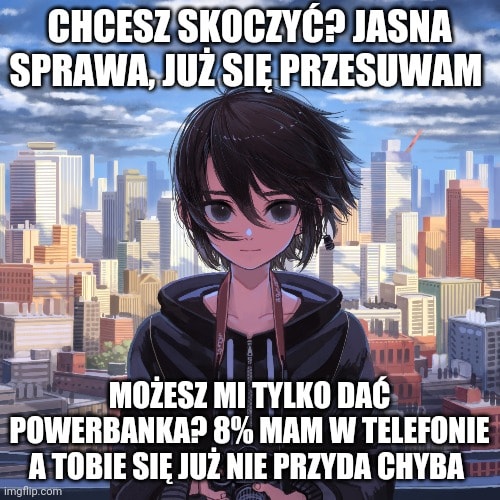 CHCESZ SKOCZYĆ? JASNA
SPRAWA, JUŻ SIĘ PRZESUWAM
MOŻESZ MI TYLKO DAĆ
POWERBANKA? 8% MAM W TELEFONIE
A TOBIE SIĘ JUŻ NIE PRZYDA CHYBA
imgflip.com